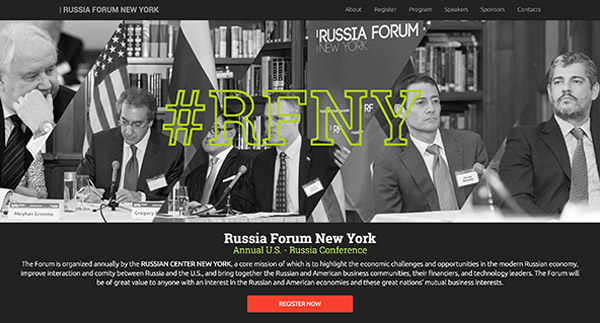 | RUSSIA FORUM NEW YORK
About Register Program Speakers Sponsors Contacts
RUSSIA FORUM
NEW YORK
RF
#RFNY
Meghan
Gregory
Russia Forum New York
Annual U.S. - Russia Conference
The Forum is organized annually by the RUSSIAN CENTER NEW YORK, a core mission of which is to highlight the economic challenges and opportunities in the modern Russian economy,
improve interaction and comity between Russia and the U.S., and bring together the Russian and American business communities, their financiers, and technology leaders. The Forum will
be of great value to anyone with an interest in the Russian and American economies and these great nations' mutual business interests.
REGISTER NOW